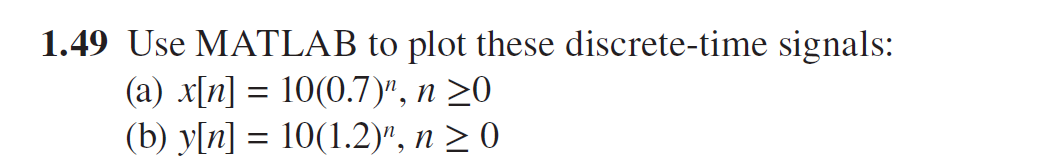 1.49 Use MATLAB to plot these discrete-time signals:
(a) x[n] = 10(0.7)ⁿ, n ≥0
(b) y[n] = 10(1.2)ⁿ, n ≥ 0